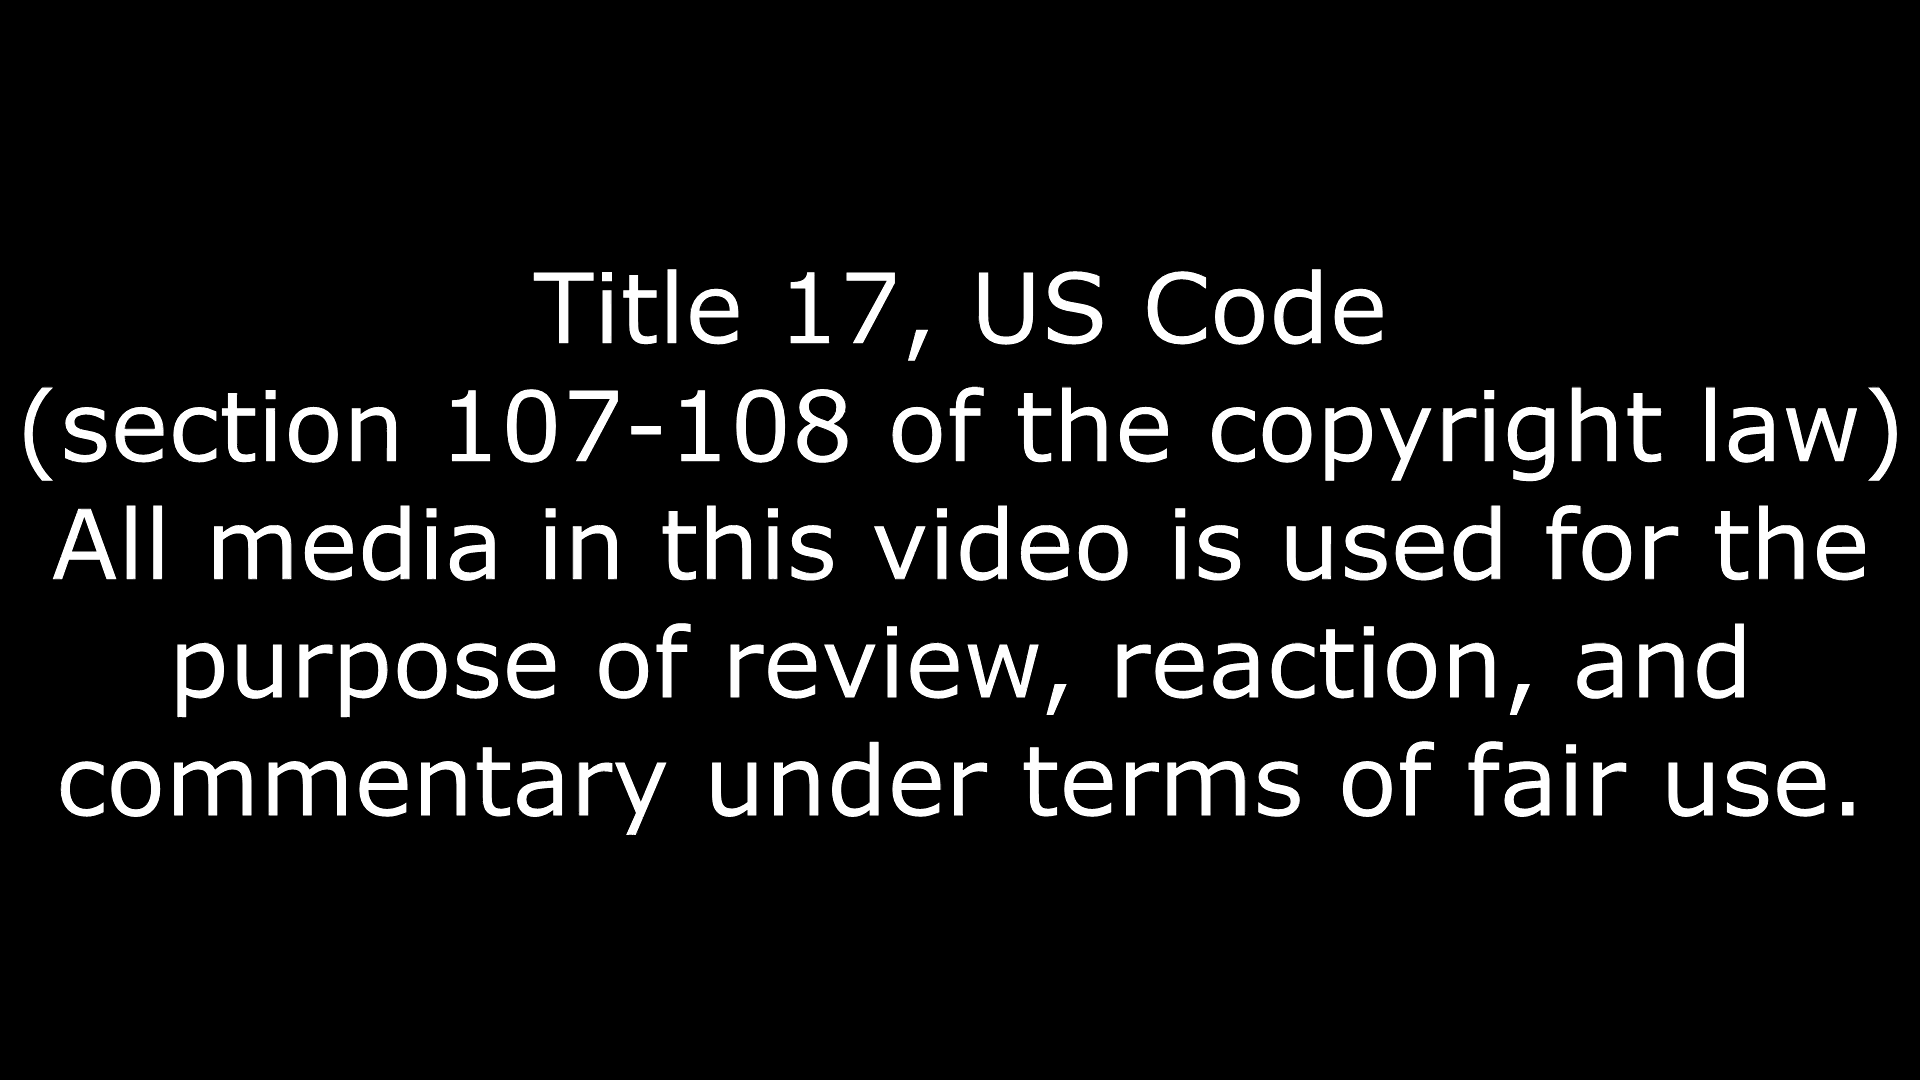 Title 17, US Code
(section 107-108 of the copyright law)
All media in this video is used for the
purpose of review, reaction, and
commentary under terms of fair use.